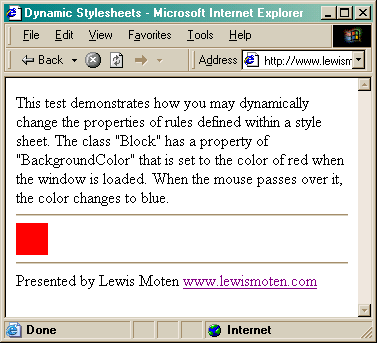 Dynamic Stylesheets - Microsoft Internet Explorer
File Edit View Favorites Tools Help
Back Address http://www.lewism
This test demonstrates how you may dynamically
change the properties of rules defined within a style
sheet. The class "Block" has a property of
"BackgroundColor" that is set to the color of red when
the window is loaded. When the mouse passes over it,
the color changes to blue.
Presented by Lewis Moten www.lewismoten.com
Done Internet